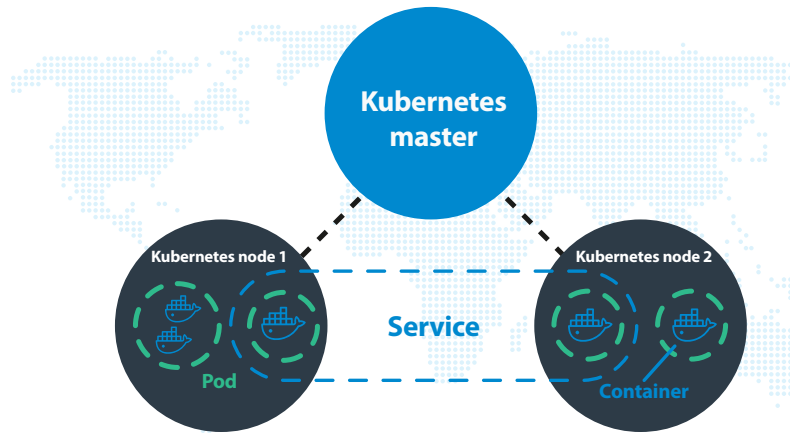 Kubernetes
master
Kubernetes node 1
Kubernetes node 2
Service
Pod
Container